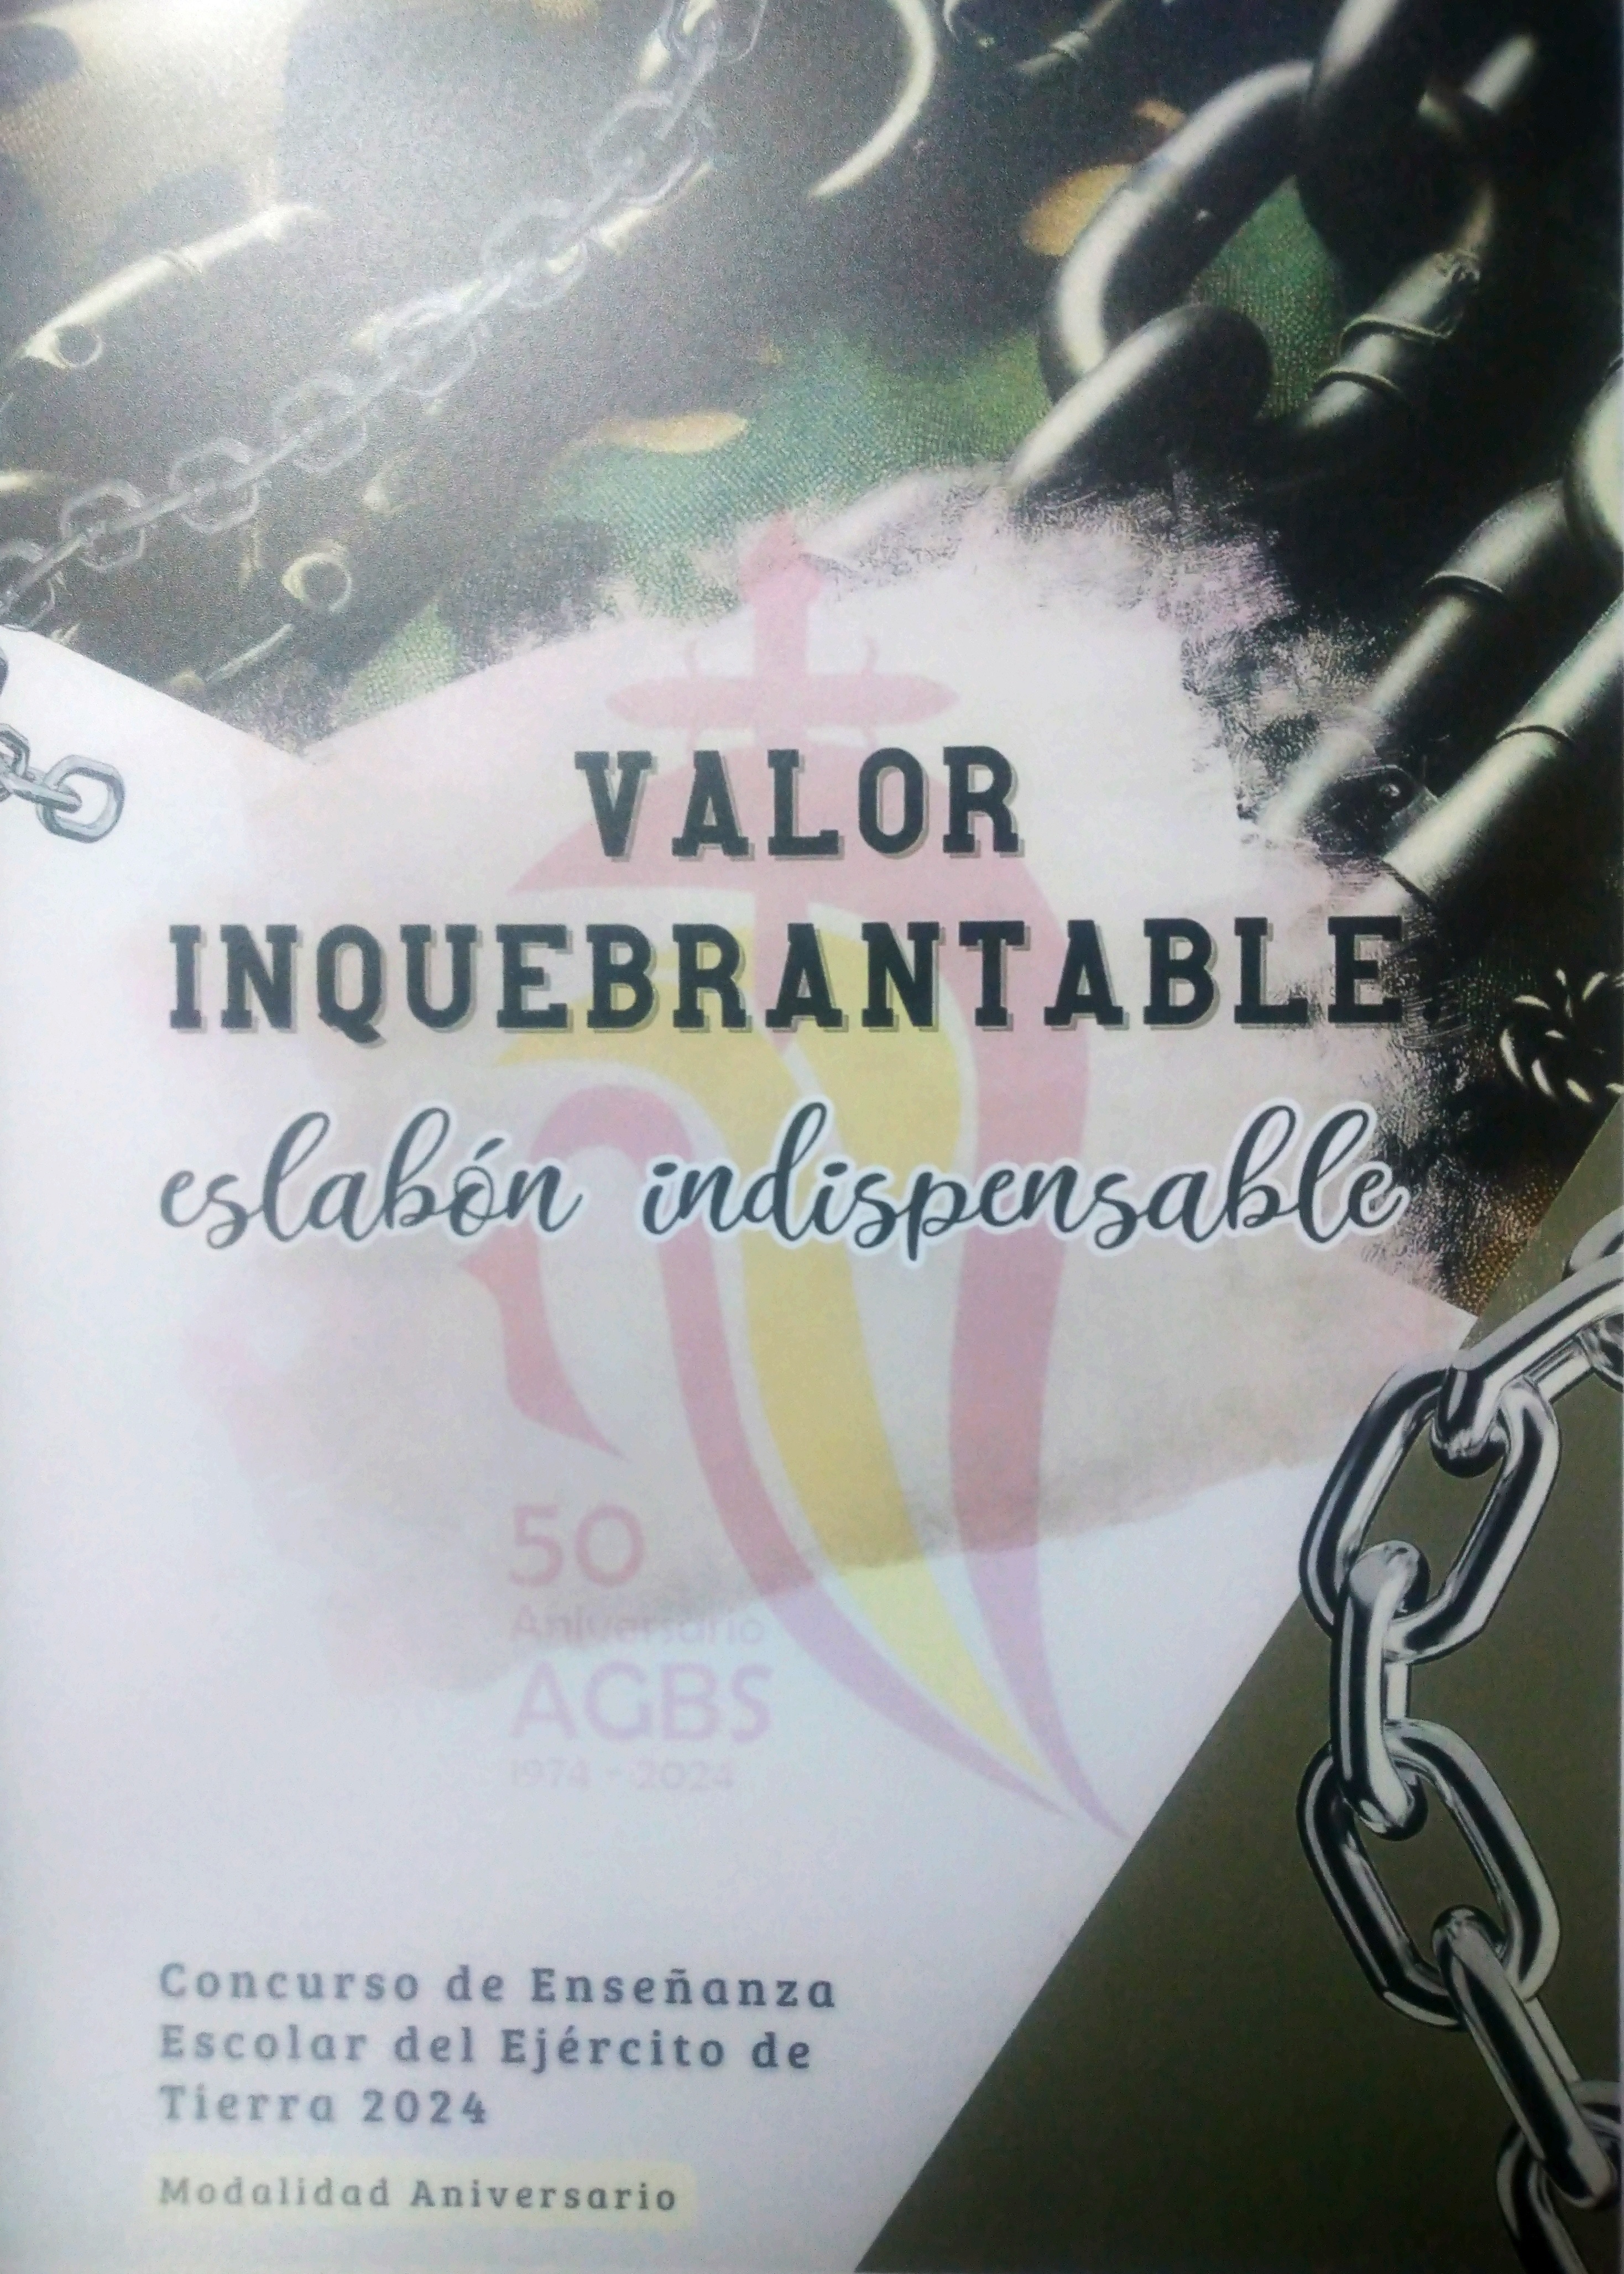 VALOR
INQUEBRANTABLE,
eslabón indispensable
50
Aniversario
AGBS
1974 - 2024
Concurso de Enseñanza
Escolar del Ejército de
Tierra 2024
Modalidad Aniversario